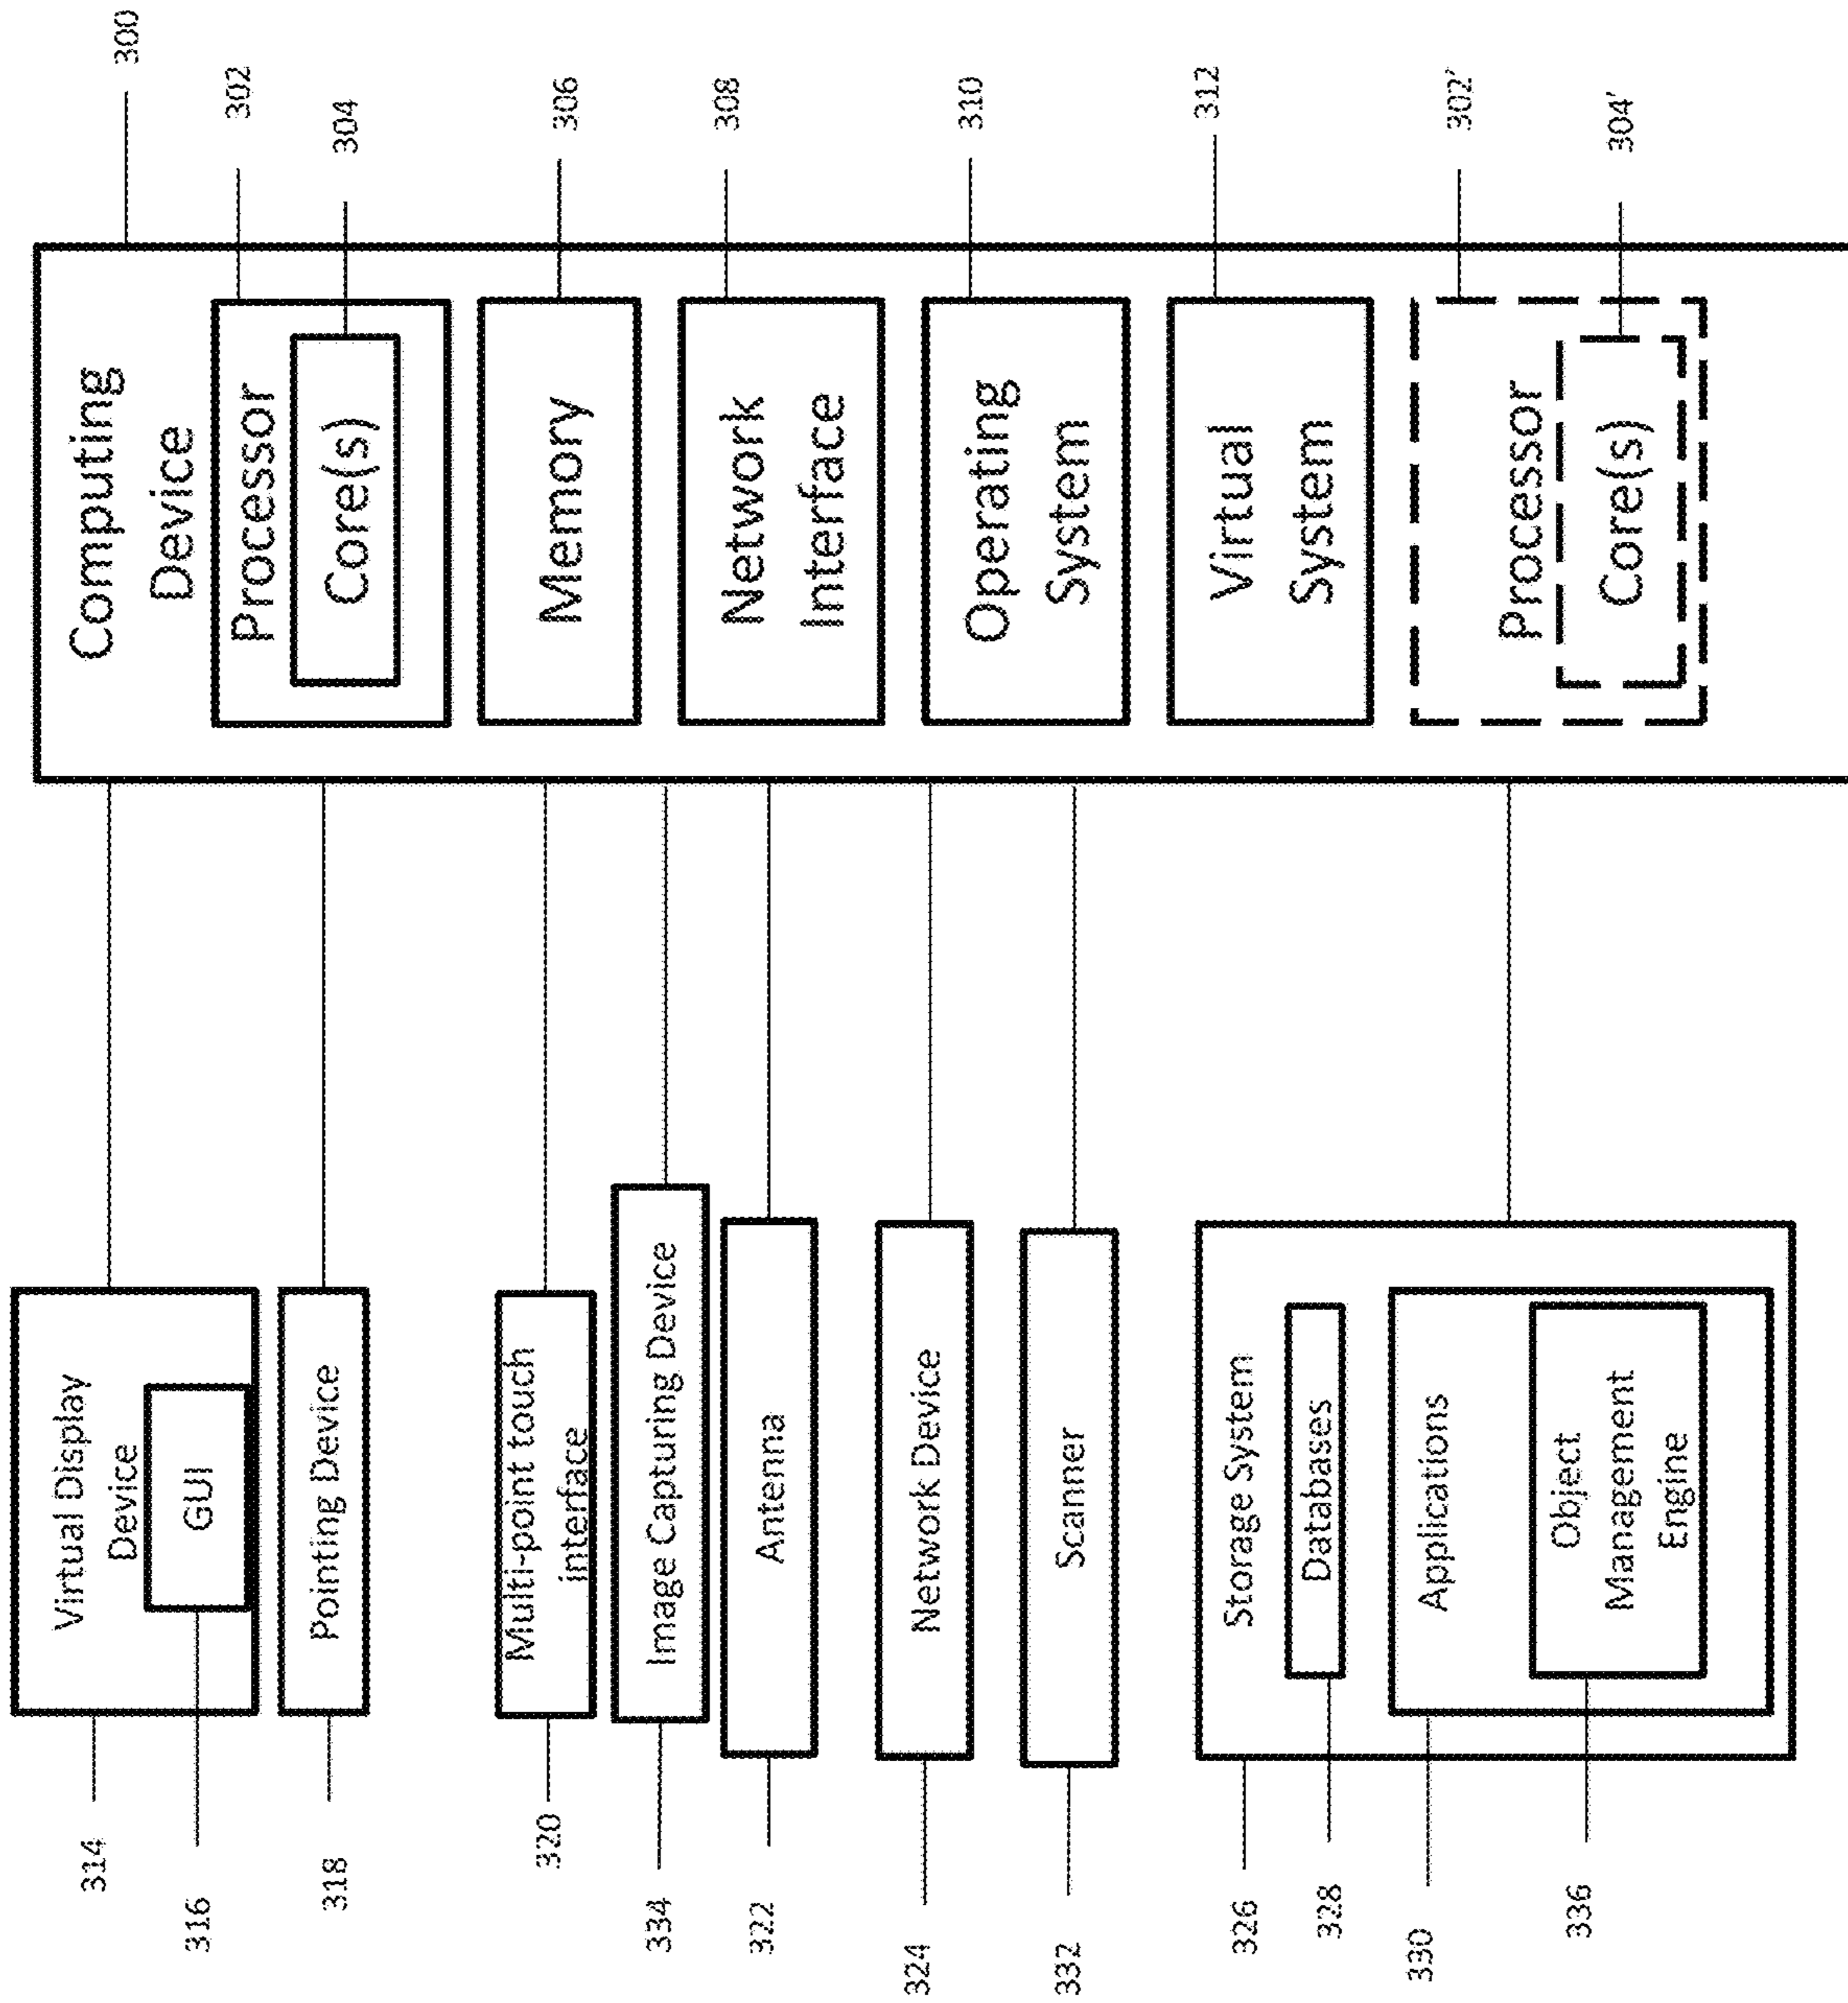 314
Virtual Display
Device
316
GUI
318
Pointing Device
320
Multi-point touch
interface
334
Image Capturing Device
322
Antenna
324
Network Device
332
Scanner
326
Storage System
328
Databases
330
Applications
336
Object
Management
Engine
Computing
Device
300
Processor
302
Core(s)
304
Memory
306
Network
Interface
308
Operating
System
310
Virtual
System
312
Processor
302'
Core(s)
304'